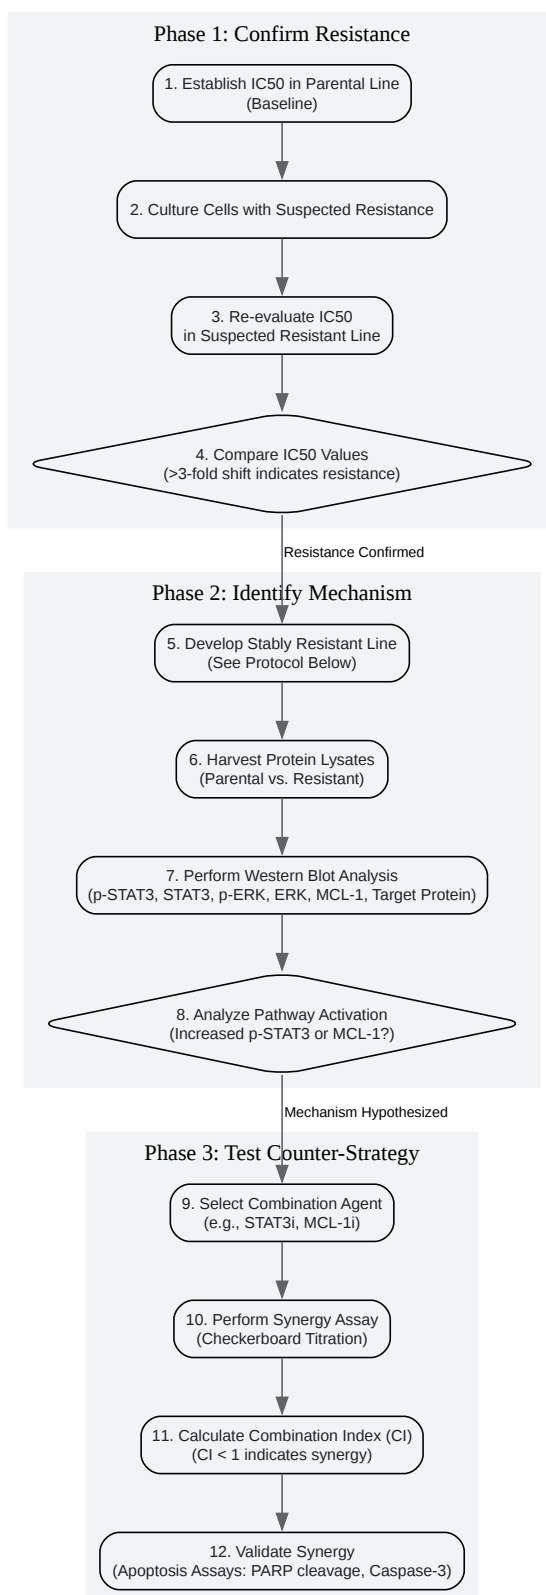 Phase 1: Confirm Resistance
1. Establish IC50 in Parental Line
(Baseline)
2. Culture Cells with Suspected Resistance
3. Re-evaluate IC50
in Suspected Resistant Line
4. Compare IC50 Values
(>3-fold shift indicates resistance)
Resistance Confirmed
Phase 2: Identify Mechanism
5. Develop Stably Resistant Line
(See Protocol Below)
6. Harvest Protein Lysates
(Parental vs. Resistant)
7. Perform Western Blot Analysis
(p-STAT3, STAT3, p-ERK, ERK, MCL-1, Target Protein)
8. Analyze Pathway Activation
(Increased p-STAT3 or MCL-1?)
Mechanism Hypothesized
Phase 3: Test Counter-Strategy
9. Select Combination Agent
(e.g., STAT3i, MCL-1i)
10. Perform Synergy Assay
(Checkerboard Titration)
11. Calculate Combination Index (CI)
(CI < 1 indicates synergy)
12. Validate Synergy
(Apoptosis Assays: PARP cleavage, Caspase-3)